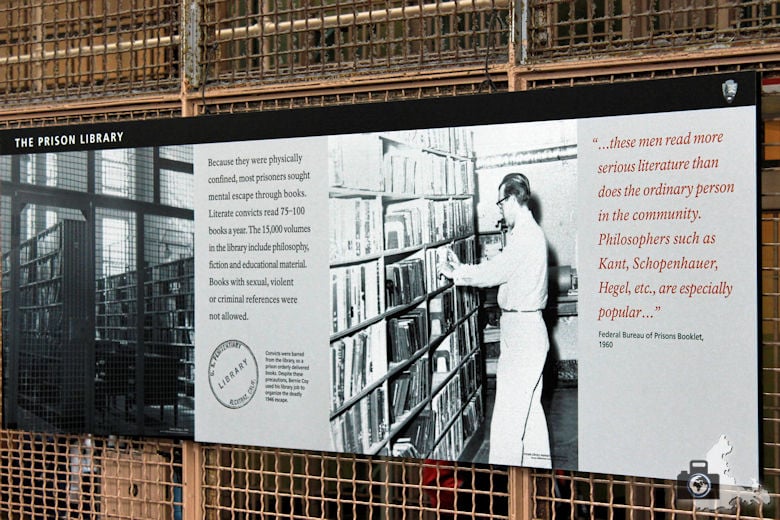 THE PRISON LIBRARY
Because they were physically
confined, most prisoners sought
mental escape through books.
Literate convicts read 75–100
books a year. The 15,000 volumes
in the library include philosophy,
fiction and educational material.
Books with sexual, violent
or criminal references were
not allowed.
U.S. PENITENTIARY
LIBRARY
ALCATRAZ, CALIF.
Convicts were barred
from the library, so a
prison orderly delivered
books. Despite these
precautions, Bernie Coy
used his library job to
organize the deadly
1946 escape.
“...these men read more
serious literature than
does the ordinary person
in the community.
Philosophers such as
Kant, Schopenhauer,
Hegel, etc., are especially
popular...”
Federal Bureau of Prisons Booklet,
1960